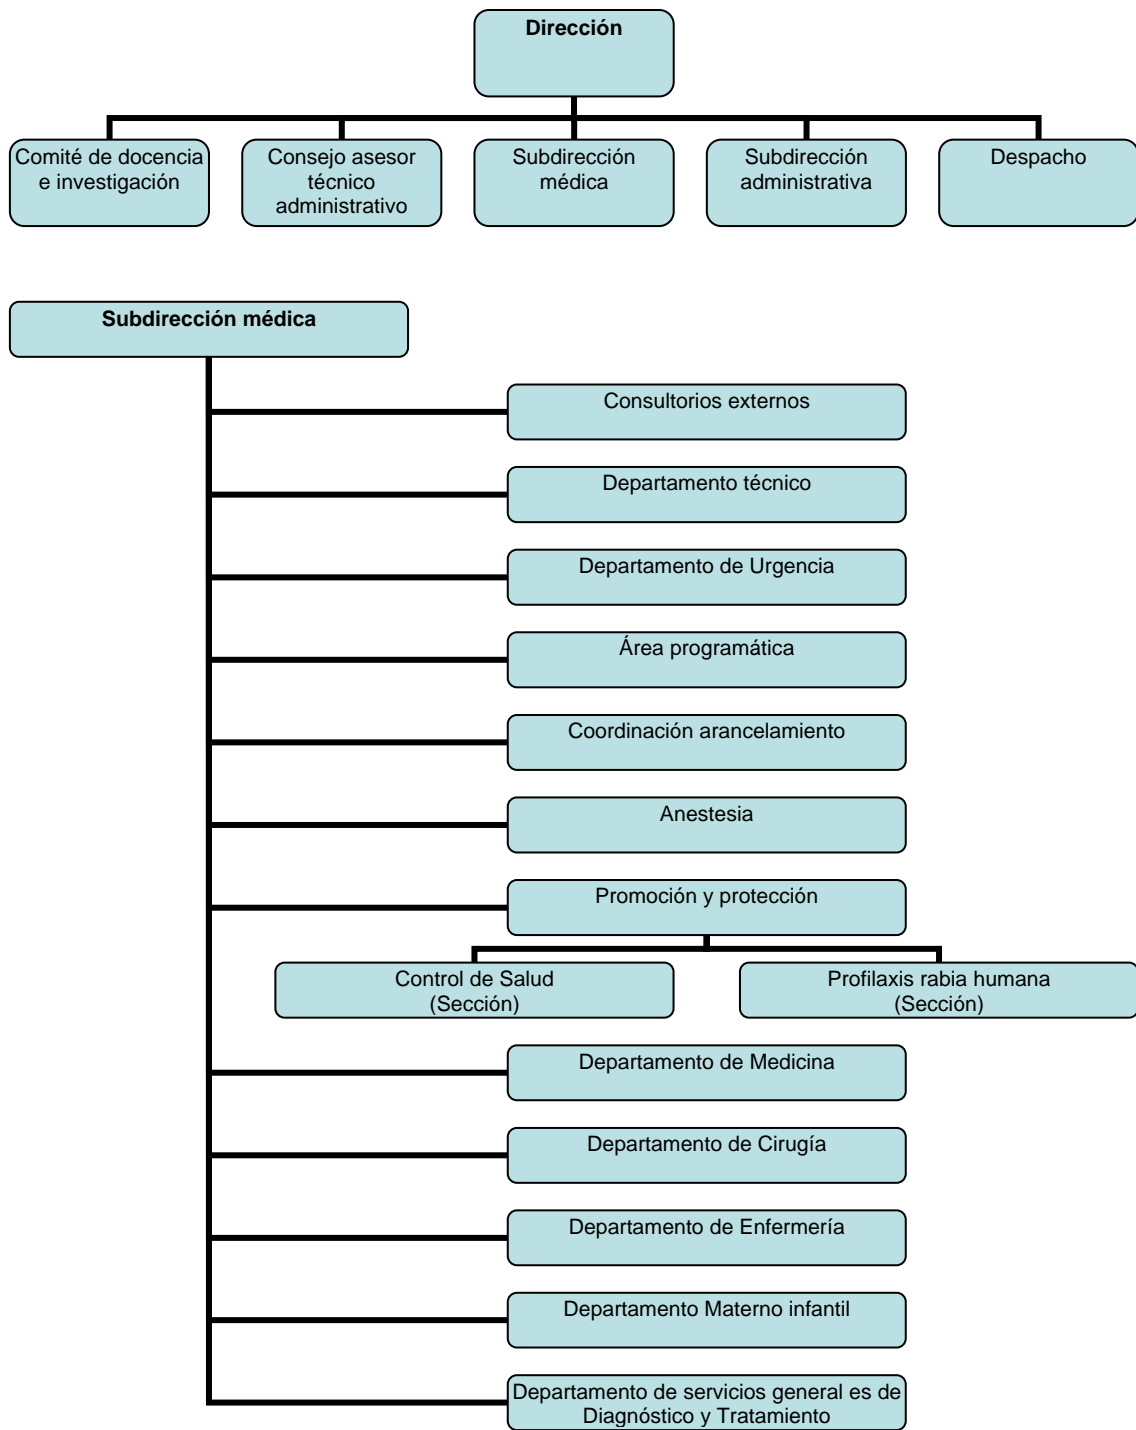 Dirección
Comité de docencia
e investigación
Consejo asesor
técnico
administrativo
Subdirección
médica
Subdirección
administrativa
Despacho
Subdirección médica
Consultorios externos
Departamento técnico
Departamento de Urgencia
Área programática
Coordinación arancelamiento
Anestesia
Promoción y protección
Control de Salud
(Sección)
Profilaxis rabia humana
(Sección)
Departamento de Medicina
Departamento de Cirugía
Departamento de Enfermería
Departamento Materno infantil
Departamento de servicios general es de
Diagnóstico y Tratamiento